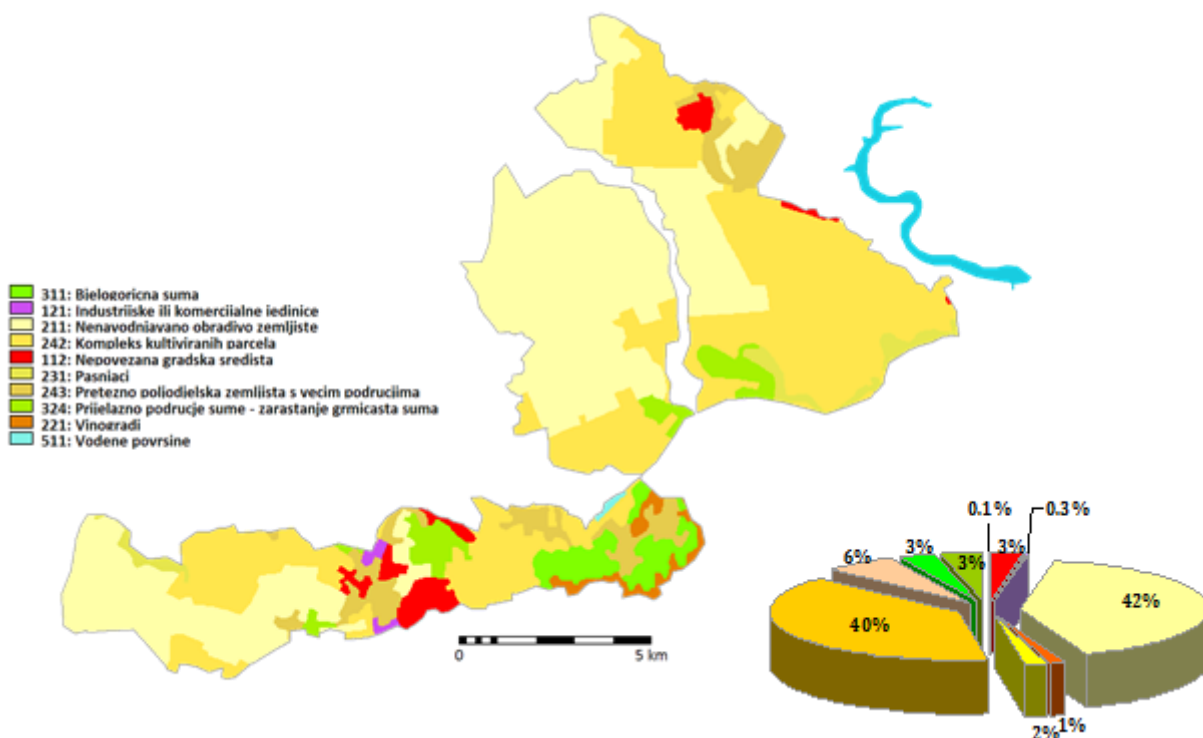 311: Bjelogoricna suma
121: Industrijske ili komercijalne jedinice
211: Nenavodnjavano obradivo zemljiste
242: Kompleks kultiviranih parcela
112: Nepovezana gradska sredista
231: Pasnjaci
243: Pretezno poljodjelska zemljista s vecim podrucjima
324: Prijelazno podrucje sume - zarastanje grmicasta suma
221: Vinogradi
511: Vodene povrsine
0 5 km
0.1% 0.3%
6% 3% 3% 3%
42%
40%
2% 1%